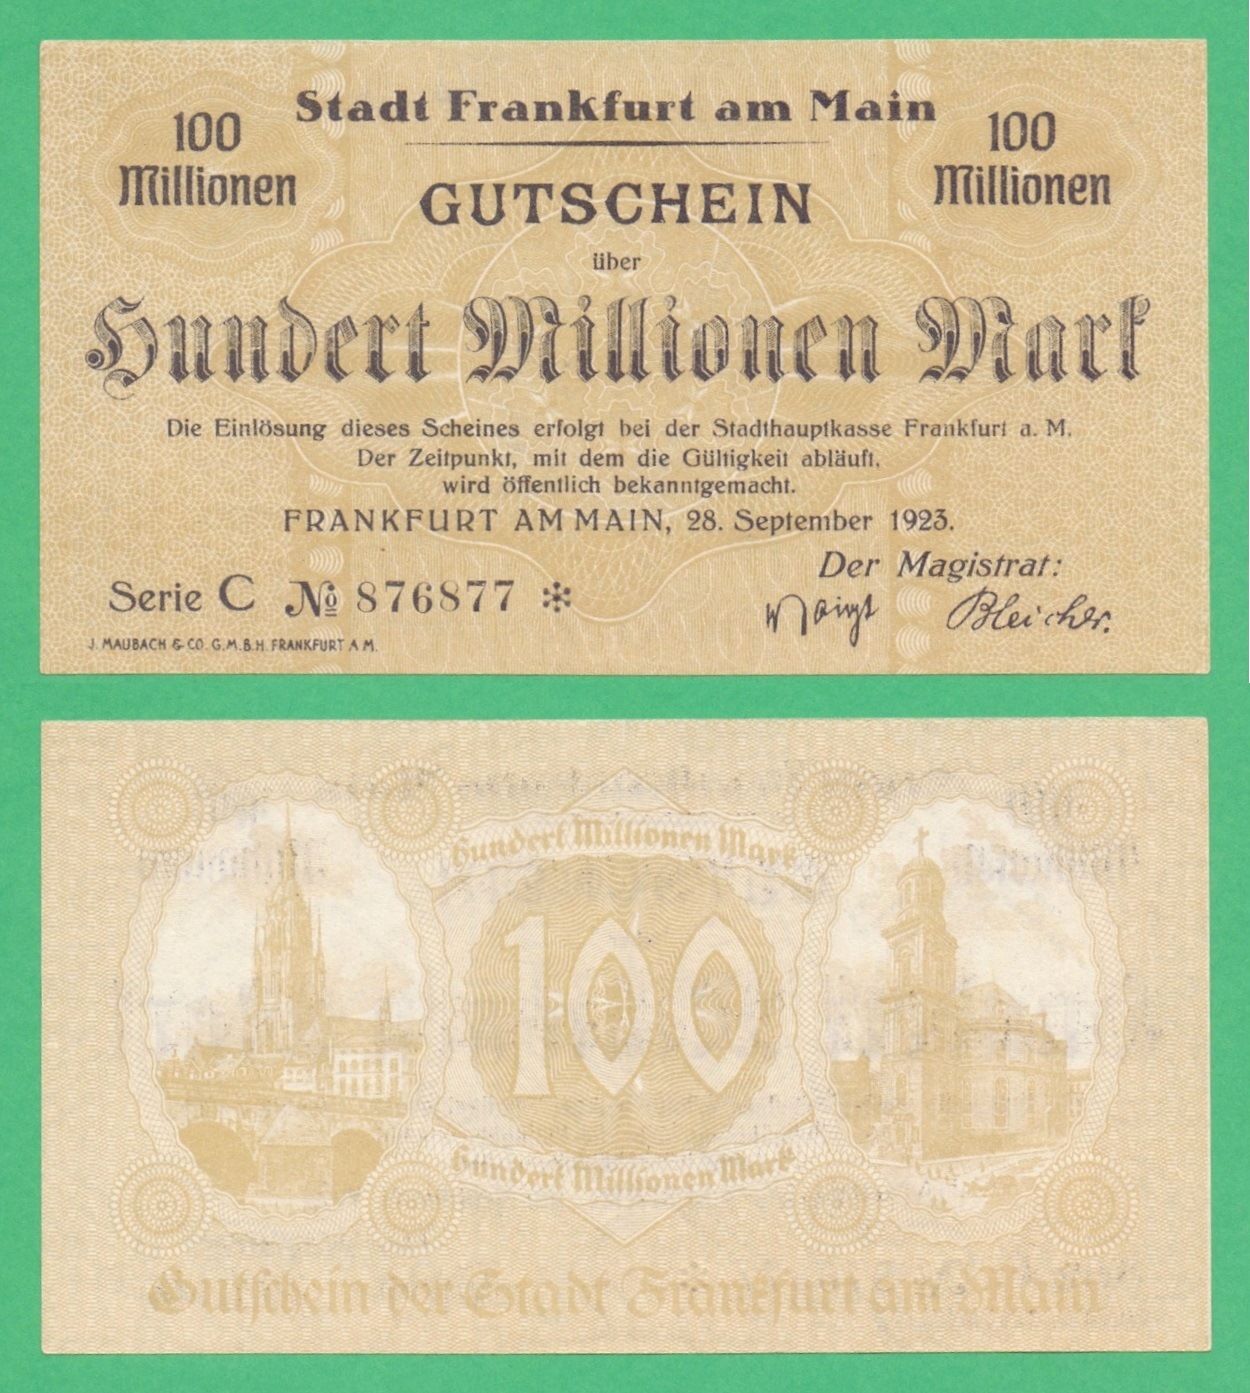 Stadt Frankfurt am Main
100
Millionen
100
Millionen
GUTSCHEIN
über
Hundert Millionen Mark
Die Einlösung dieses Scheines erfolgt bei der Stadthauptkasse Frankfurt a. M.
Der Zeitpunkt, mit dem die Gültigkeit abläuft,
wird öffentlich bekanntgemacht.
FRANKFURT AM MAIN, 28. September 1923.
Der Magistrat:
Serie C № 876877 *
Voigt Bleicher.
J. MAUBACH & CO. G.M.B.H. FRANKFURT A M.
Hundert Millionen Mark
100
Hundert Millionen Mark
Gutschein der Stadt Frankfurt am Main